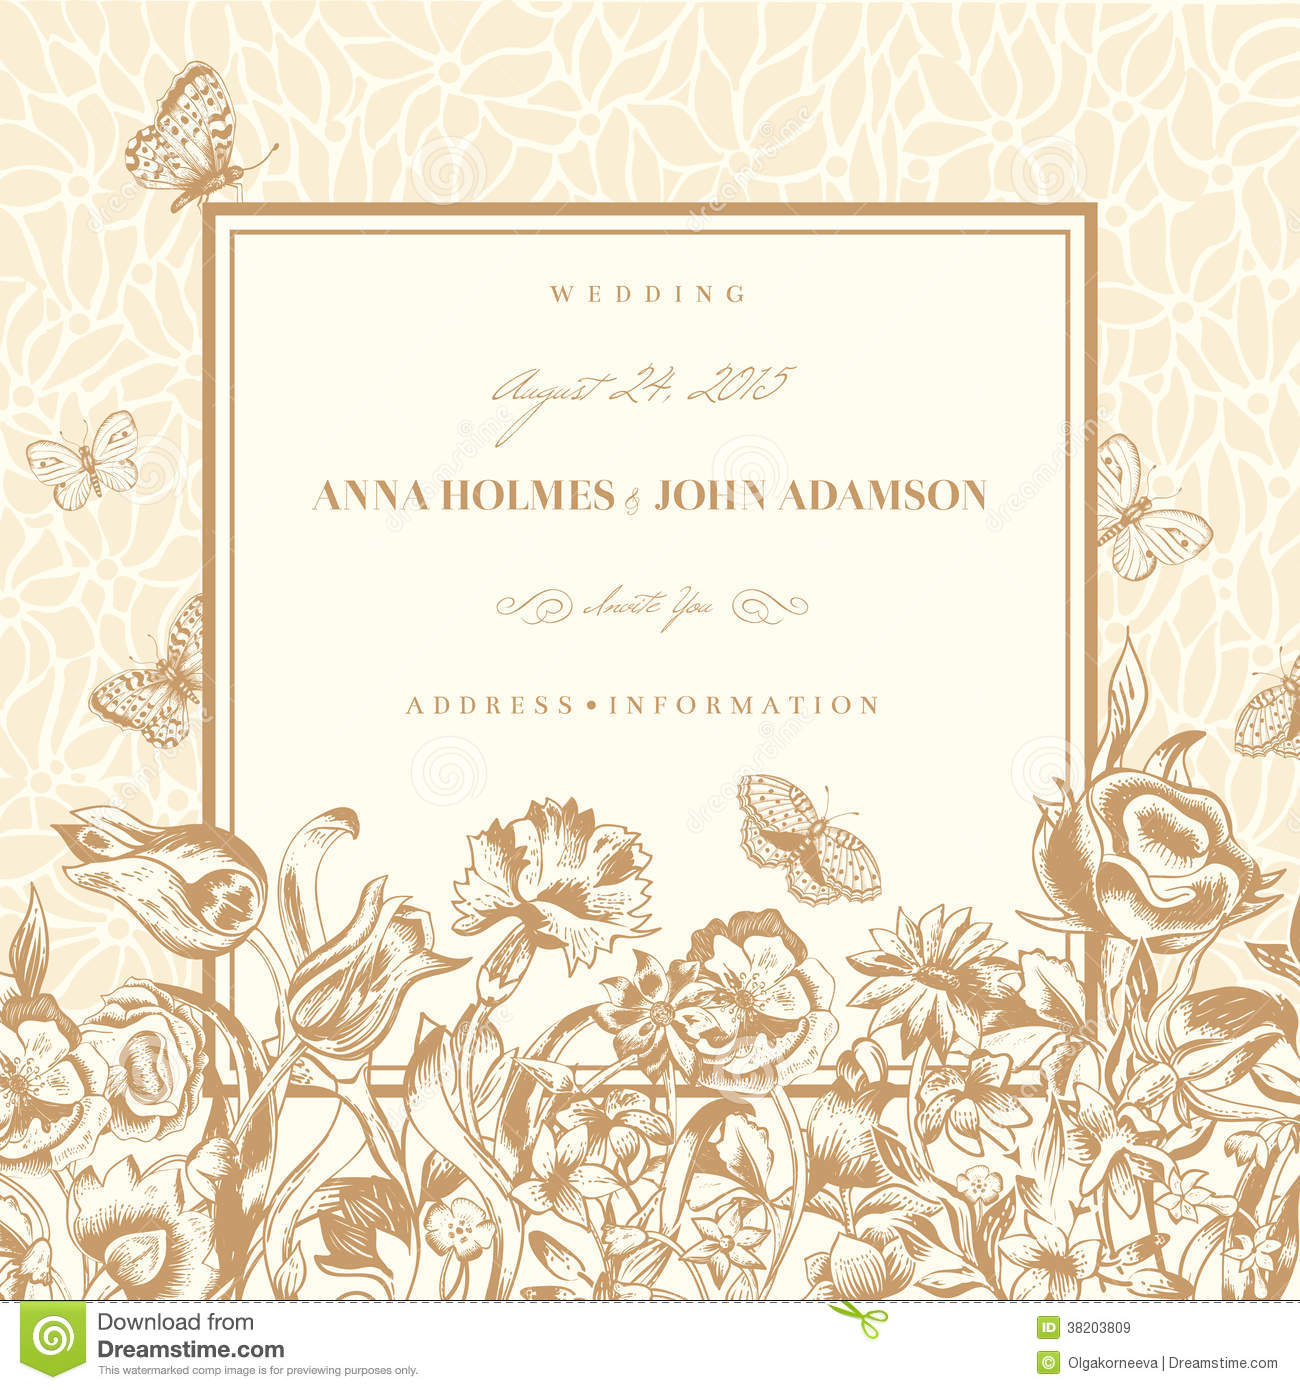 WEDDING
August 24, 2015
ANNA HOLMES & JOHN ADAMSON
Invite You
ADDRESS • INFORMATION
Download from
Dreamstime.com
This watermarked comp image is for previewing purposes only.
ID 38203809
© Olgakorneeva | Dreamstime.com